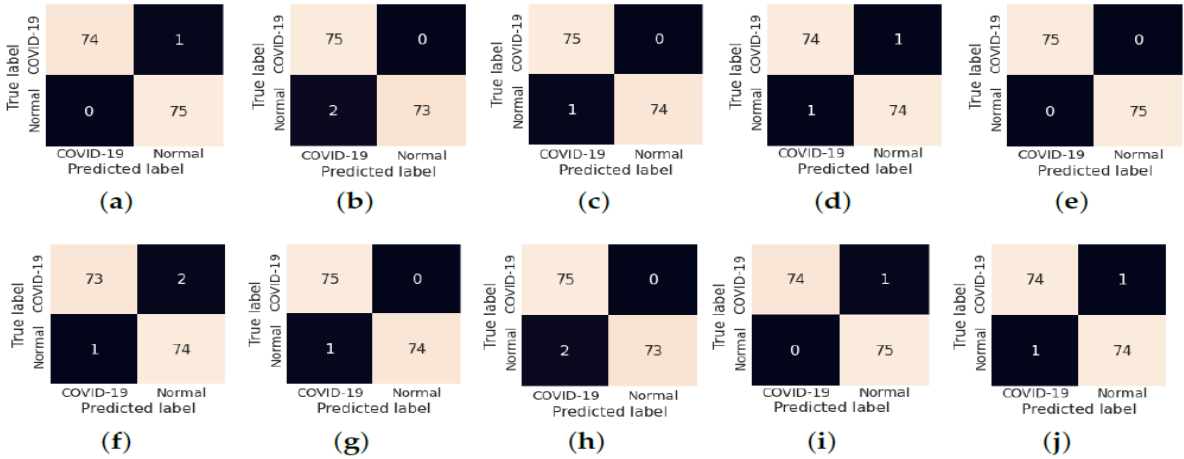 True label
COVID-19
Normal
74 1
0 75
COVID-19 Normal
Predicted label
(a)
True label
COVID-19
Normal
75 0
2 73
COVID-19 Normal
Predicted label
(b)
True label
COVID-19
Normal
75 0
1 74
COVID-19 Normal
Predicted label
(c)
True label
COVID-19
Normal
74 1
1 74
COVID-19 Normal
Predicted label
(d)
True label
COVID-19
Normal
75 0
0 75
COVID-19 Normal
Predicted label
(e)
True label
COVID-19
Normal
73 2
1 74
COVID-19 Normal
Predicted label
(f)
True label
COVID-19
Normal
75 0
1 74
COVID-19 Normal
Predicted label
(g)
True label
COVID-19
Normal
75 0
2 73
COVID-19 Normal
Predicted label
(h)
True label
COVID-19
Normal
74 1
0 75
COVID-19 Normal
Predicted label
(i)
True label
COVID-19
Normal
74 1
1 74
COVID-19 Normal
Predicted label
(j)